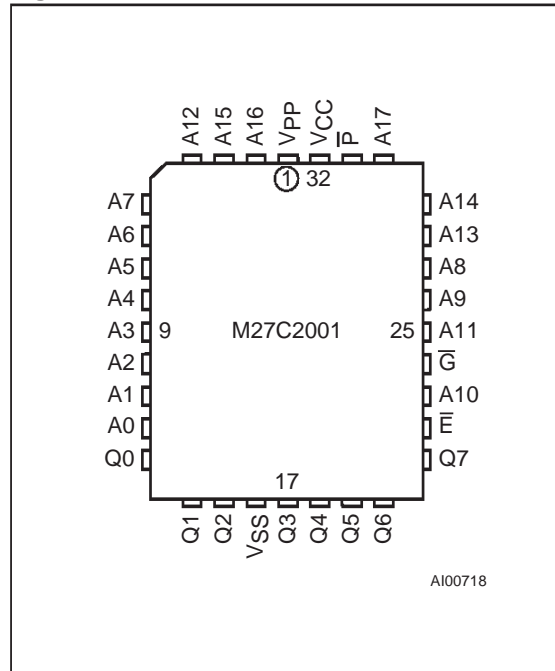 A12 A15 A16 VPP VCC P̅ A17
1 32
A7 A14
A6 A13
A5 A8
A4 A9
A3 9 M27C2001 25 A11
A2 G̅
A1 A10
A0 E̅
Q0 Q7
17
Q1 Q2 VSS Q3 Q4 Q5 Q6
AI00718